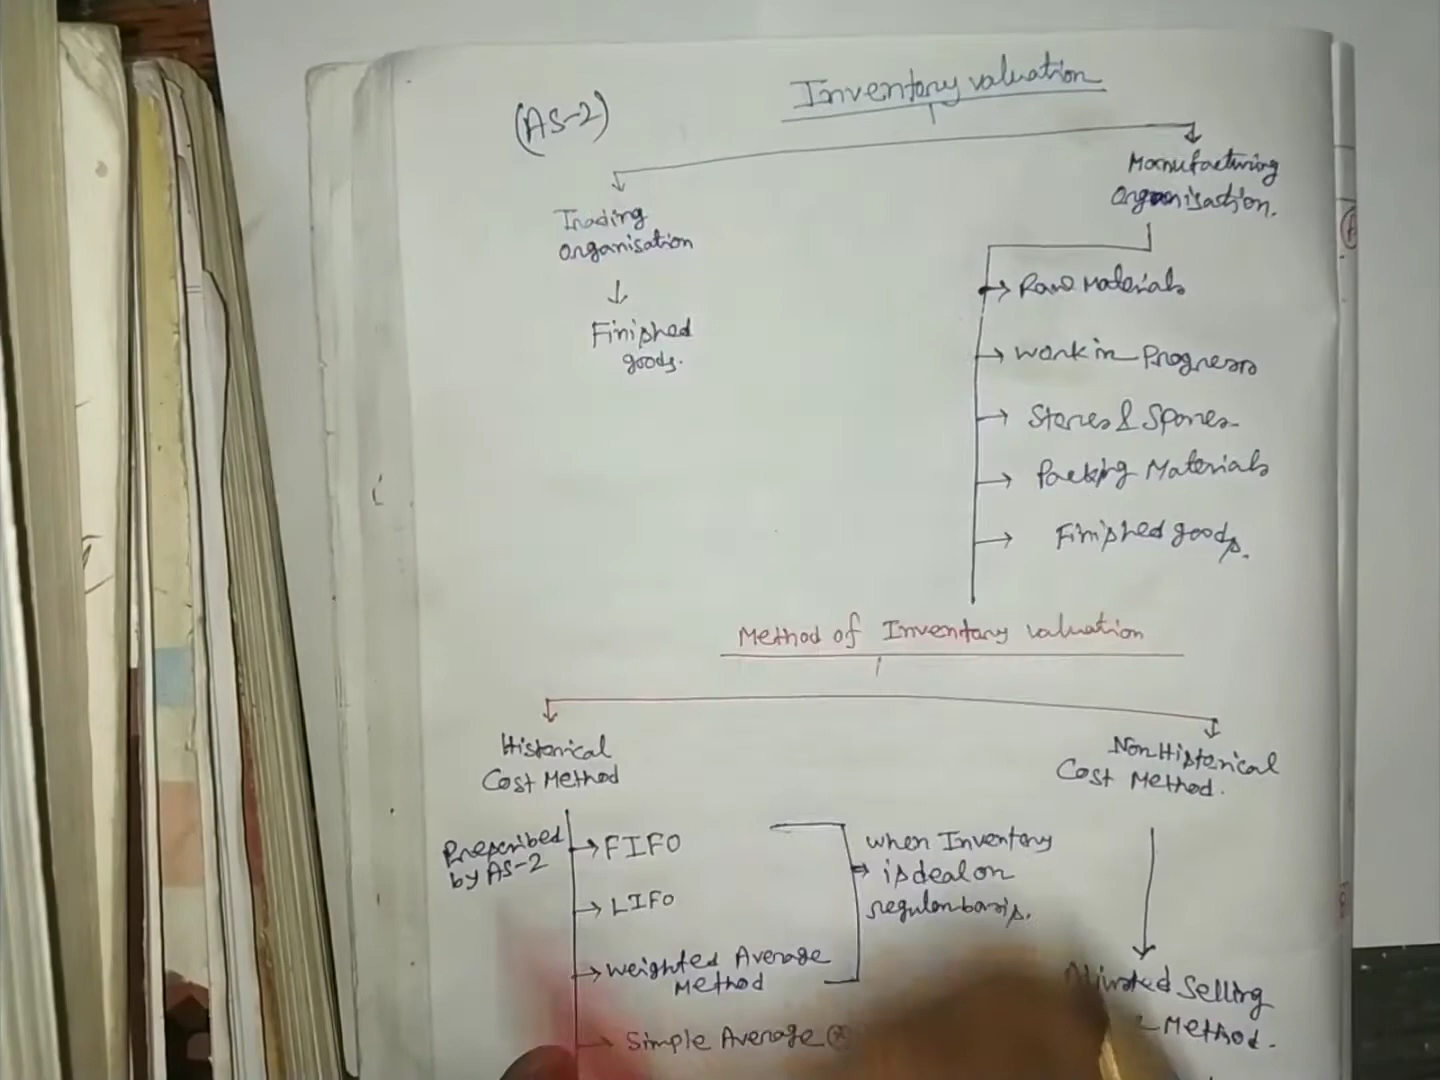 (AS-2)
Inventory valuation
Trading
organisation
Finished
goods.
Manufacturing
Organisation.
Raw Materials
Work in Progress
Stores & Spares
Packing Materials
Finished goods.
Method of Inventory valuation
Historical
Cost Method
Prescribed
by AS-2
FIFO
LIFO
Weighted Average
Method
Simple Average
when Inventory
is deal on
regular basis.
Non Historical
Cost Method.
Selling
Method.